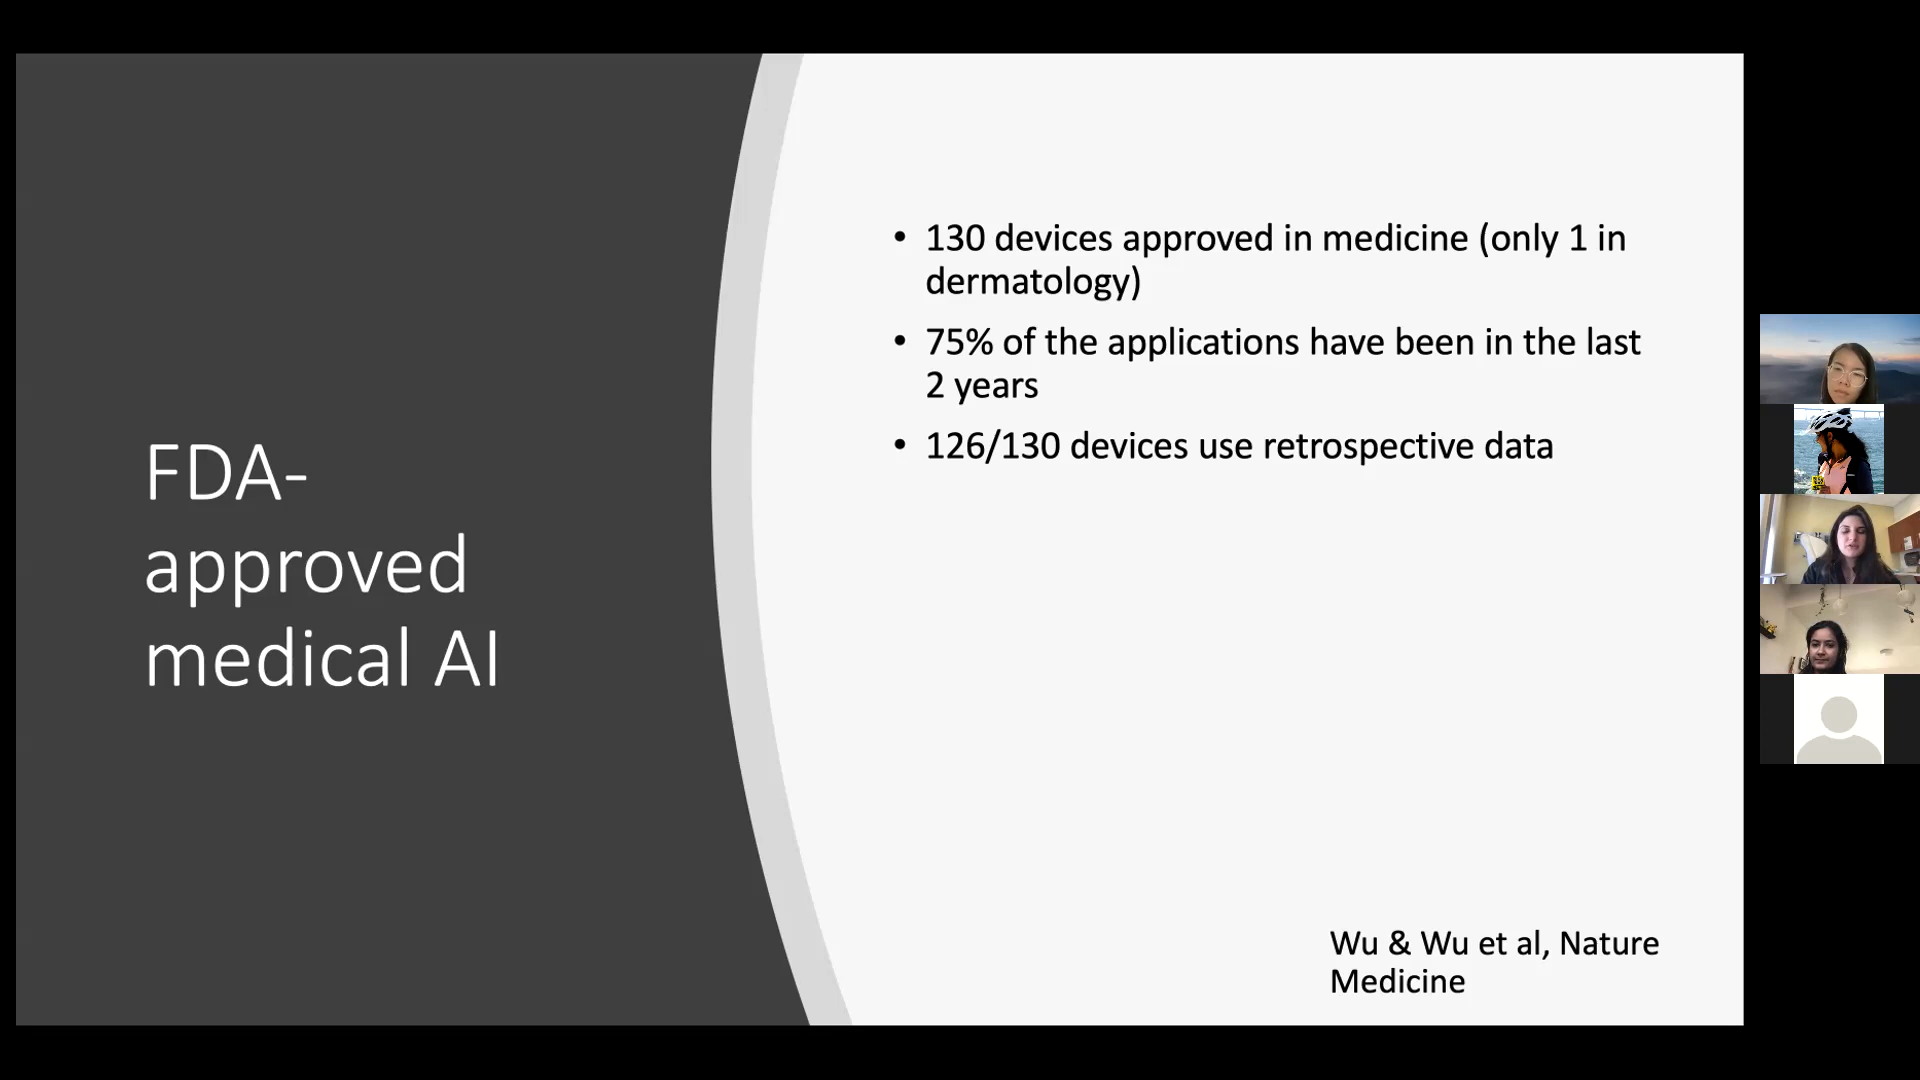 FDA-
approved
medical AI
• 130 devices approved in medicine (only 1 in
dermatology)
• 75% of the applications have been in the last
2 years
• 126/130 devices use retrospective data
Wu & Wu et al, Nature
Medicine